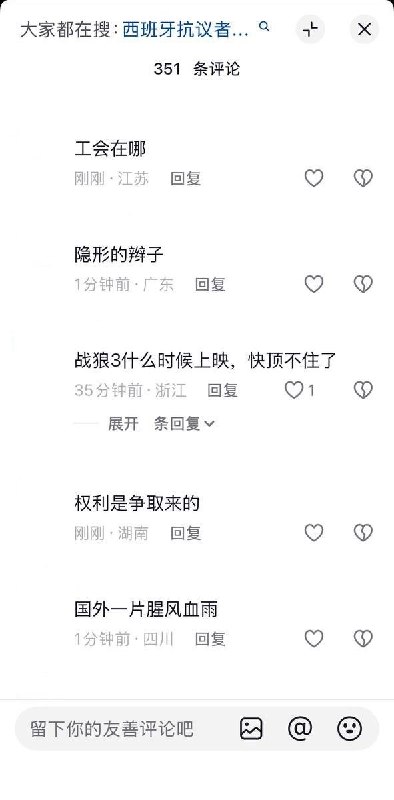 大家都在搜：西班牙抗议者...
351 条评论
工会在哪
刚刚 · 江苏 回复
隐形的辫子
1分钟前 · 广东 回复
战狼3什么时候上映，快顶不住了
35分钟前 · 浙江 回复 1
展开 条回复
权利是争取来的
刚刚 · 湖南 回复
国外一片腥风血雨
1分钟前 · 四川 回复
留下你的友善评论吧 @